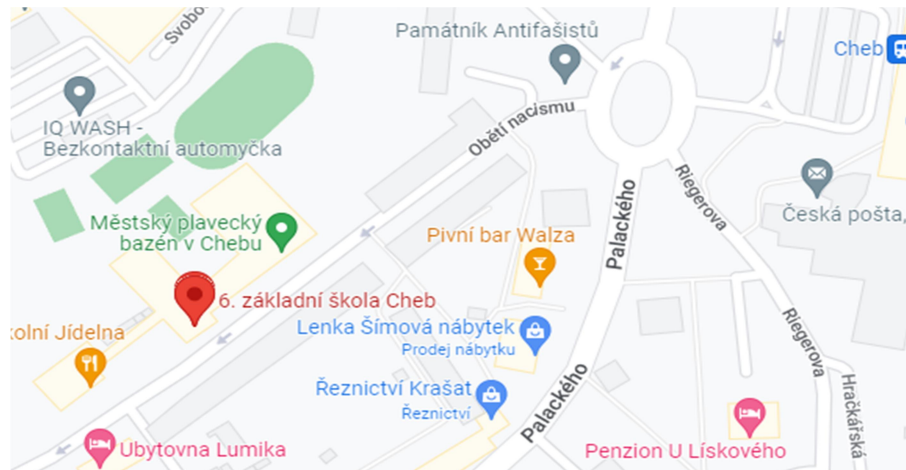 Svobo
Památník Antifašistů
Cheb
IQ WASH -
Bezkontaktní automyčka
Obětí nacismu
Městský plavecký
bazén v Chebu
Pivní bar Walza
Palackého
Riegerova
Česká pošta,
6. základní škola Cheb
kolní Jídelna
Lenka Šímová nábytek
Prodej nábytku
Riegerova
Řeznictví Krašat
Řeznictví
Palackého
Hračkářská
Ubytovna Lumika
Penzion U Lískového